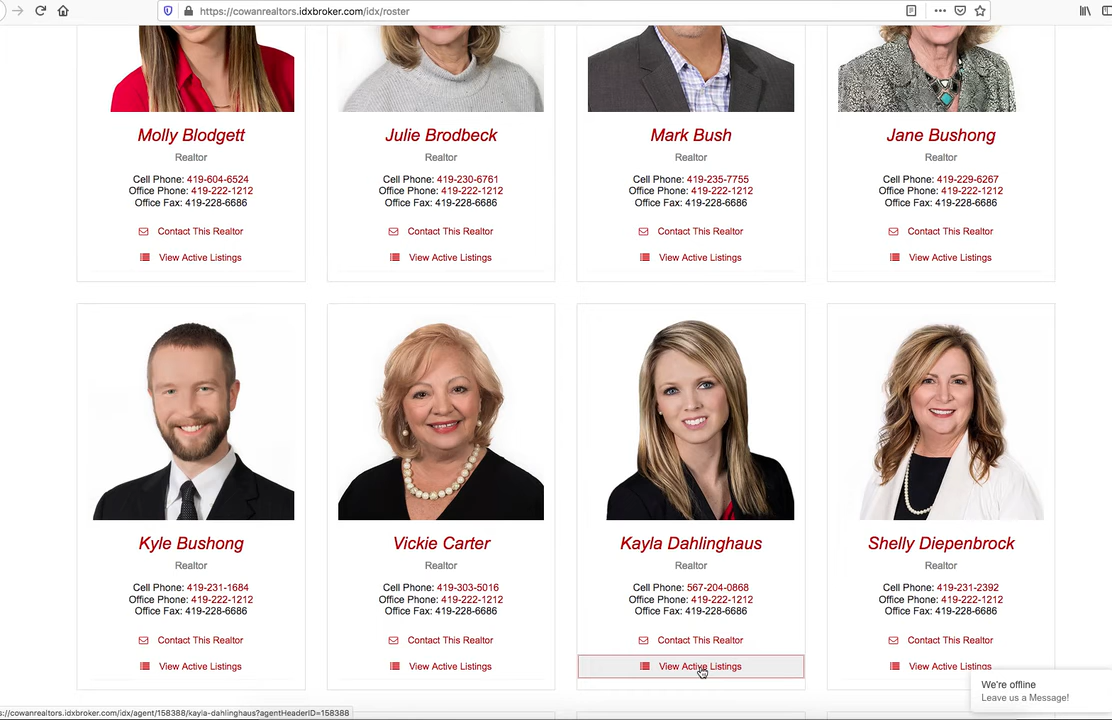 https://cowanrealtors.idxbroker.com/idx/roster
Molly Blodgett
Realtor
Cell Phone: 419-604-6524
Office Phone: 419-222-1212
Office Fax: 419-228-6686
Contact This Realtor
View Active Listings
Julie Brodbeck
Realtor
Cell Phone: 419-230-6761
Office Phone: 419-222-1212
Office Fax: 419-228-6686
Contact This Realtor
View Active Listings
Mark Bush
Realtor
Cell Phone: 419-235-7755
Office Phone: 419-222-1212
Office Fax: 419-228-6686
Contact This Realtor
View Active Listings
Jane Bushong
Realtor
Cell Phone: 419-229-6267
Office Phone: 419-222-1212
Office Fax: 419-228-6686
Contact This Realtor
View Active Listings
Kyle Bushong
Realtor
Cell Phone: 419-231-1684
Office Phone: 419-222-1212
Office Fax: 419-228-6686
Contact This Realtor
View Active Listings
Vickie Carter
Realtor
Cell Phone: 419-303-5016
Office Phone: 419-222-1212
Office Fax: 419-228-6686
Contact This Realtor
View Active Listings
Kayla Dahlinghaus
Realtor
Cell Phone: 567-204-0868
Office Phone: 419-222-1212
Office Fax: 419-228-6686
Contact This Realtor
View Active Listings
Shelly Diepenbrock
Realtor
Cell Phone: 419-231-2392
Office Phone: 419-222-1212
Office Fax: 419-228-6686
Contact This Realtor
View Active Listings
We're offline
Leave us a Message!
s://cowanrealtors.idxbroker.com/idx/agent/158388/kayla-dahlinghaus?agentHeaderID=158388